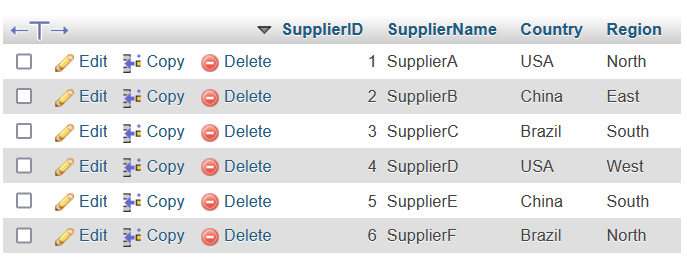 SupplierID SupplierName Country Region
Edit Copy Delete 1 SupplierA USA North
Edit Copy Delete 2 SupplierB China East
Edit Copy Delete 3 SupplierC Brazil South
Edit Copy Delete 4 SupplierD USA West
Edit Copy Delete 5 SupplierE China South
Edit Copy Delete 6 SupplierF Brazil North